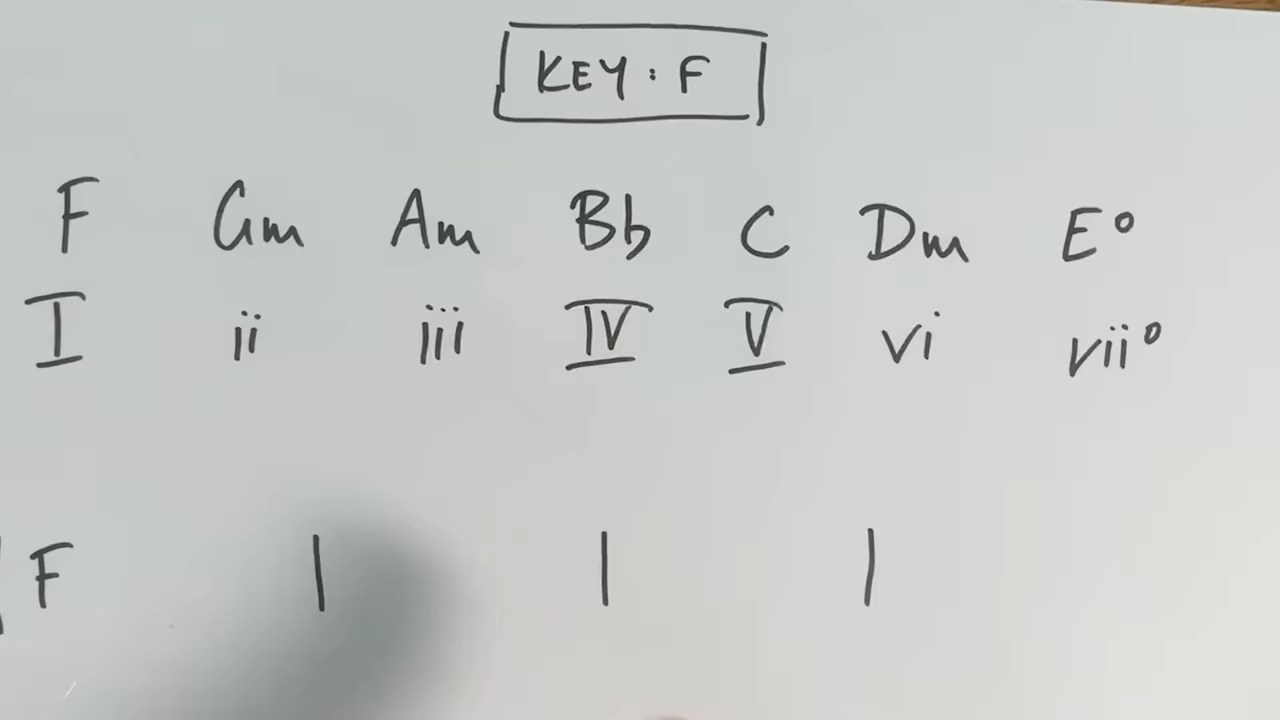 KEY: F
F Gm Am Bb C Dm E°
I ii iii IV V vi vii°
| F | | |